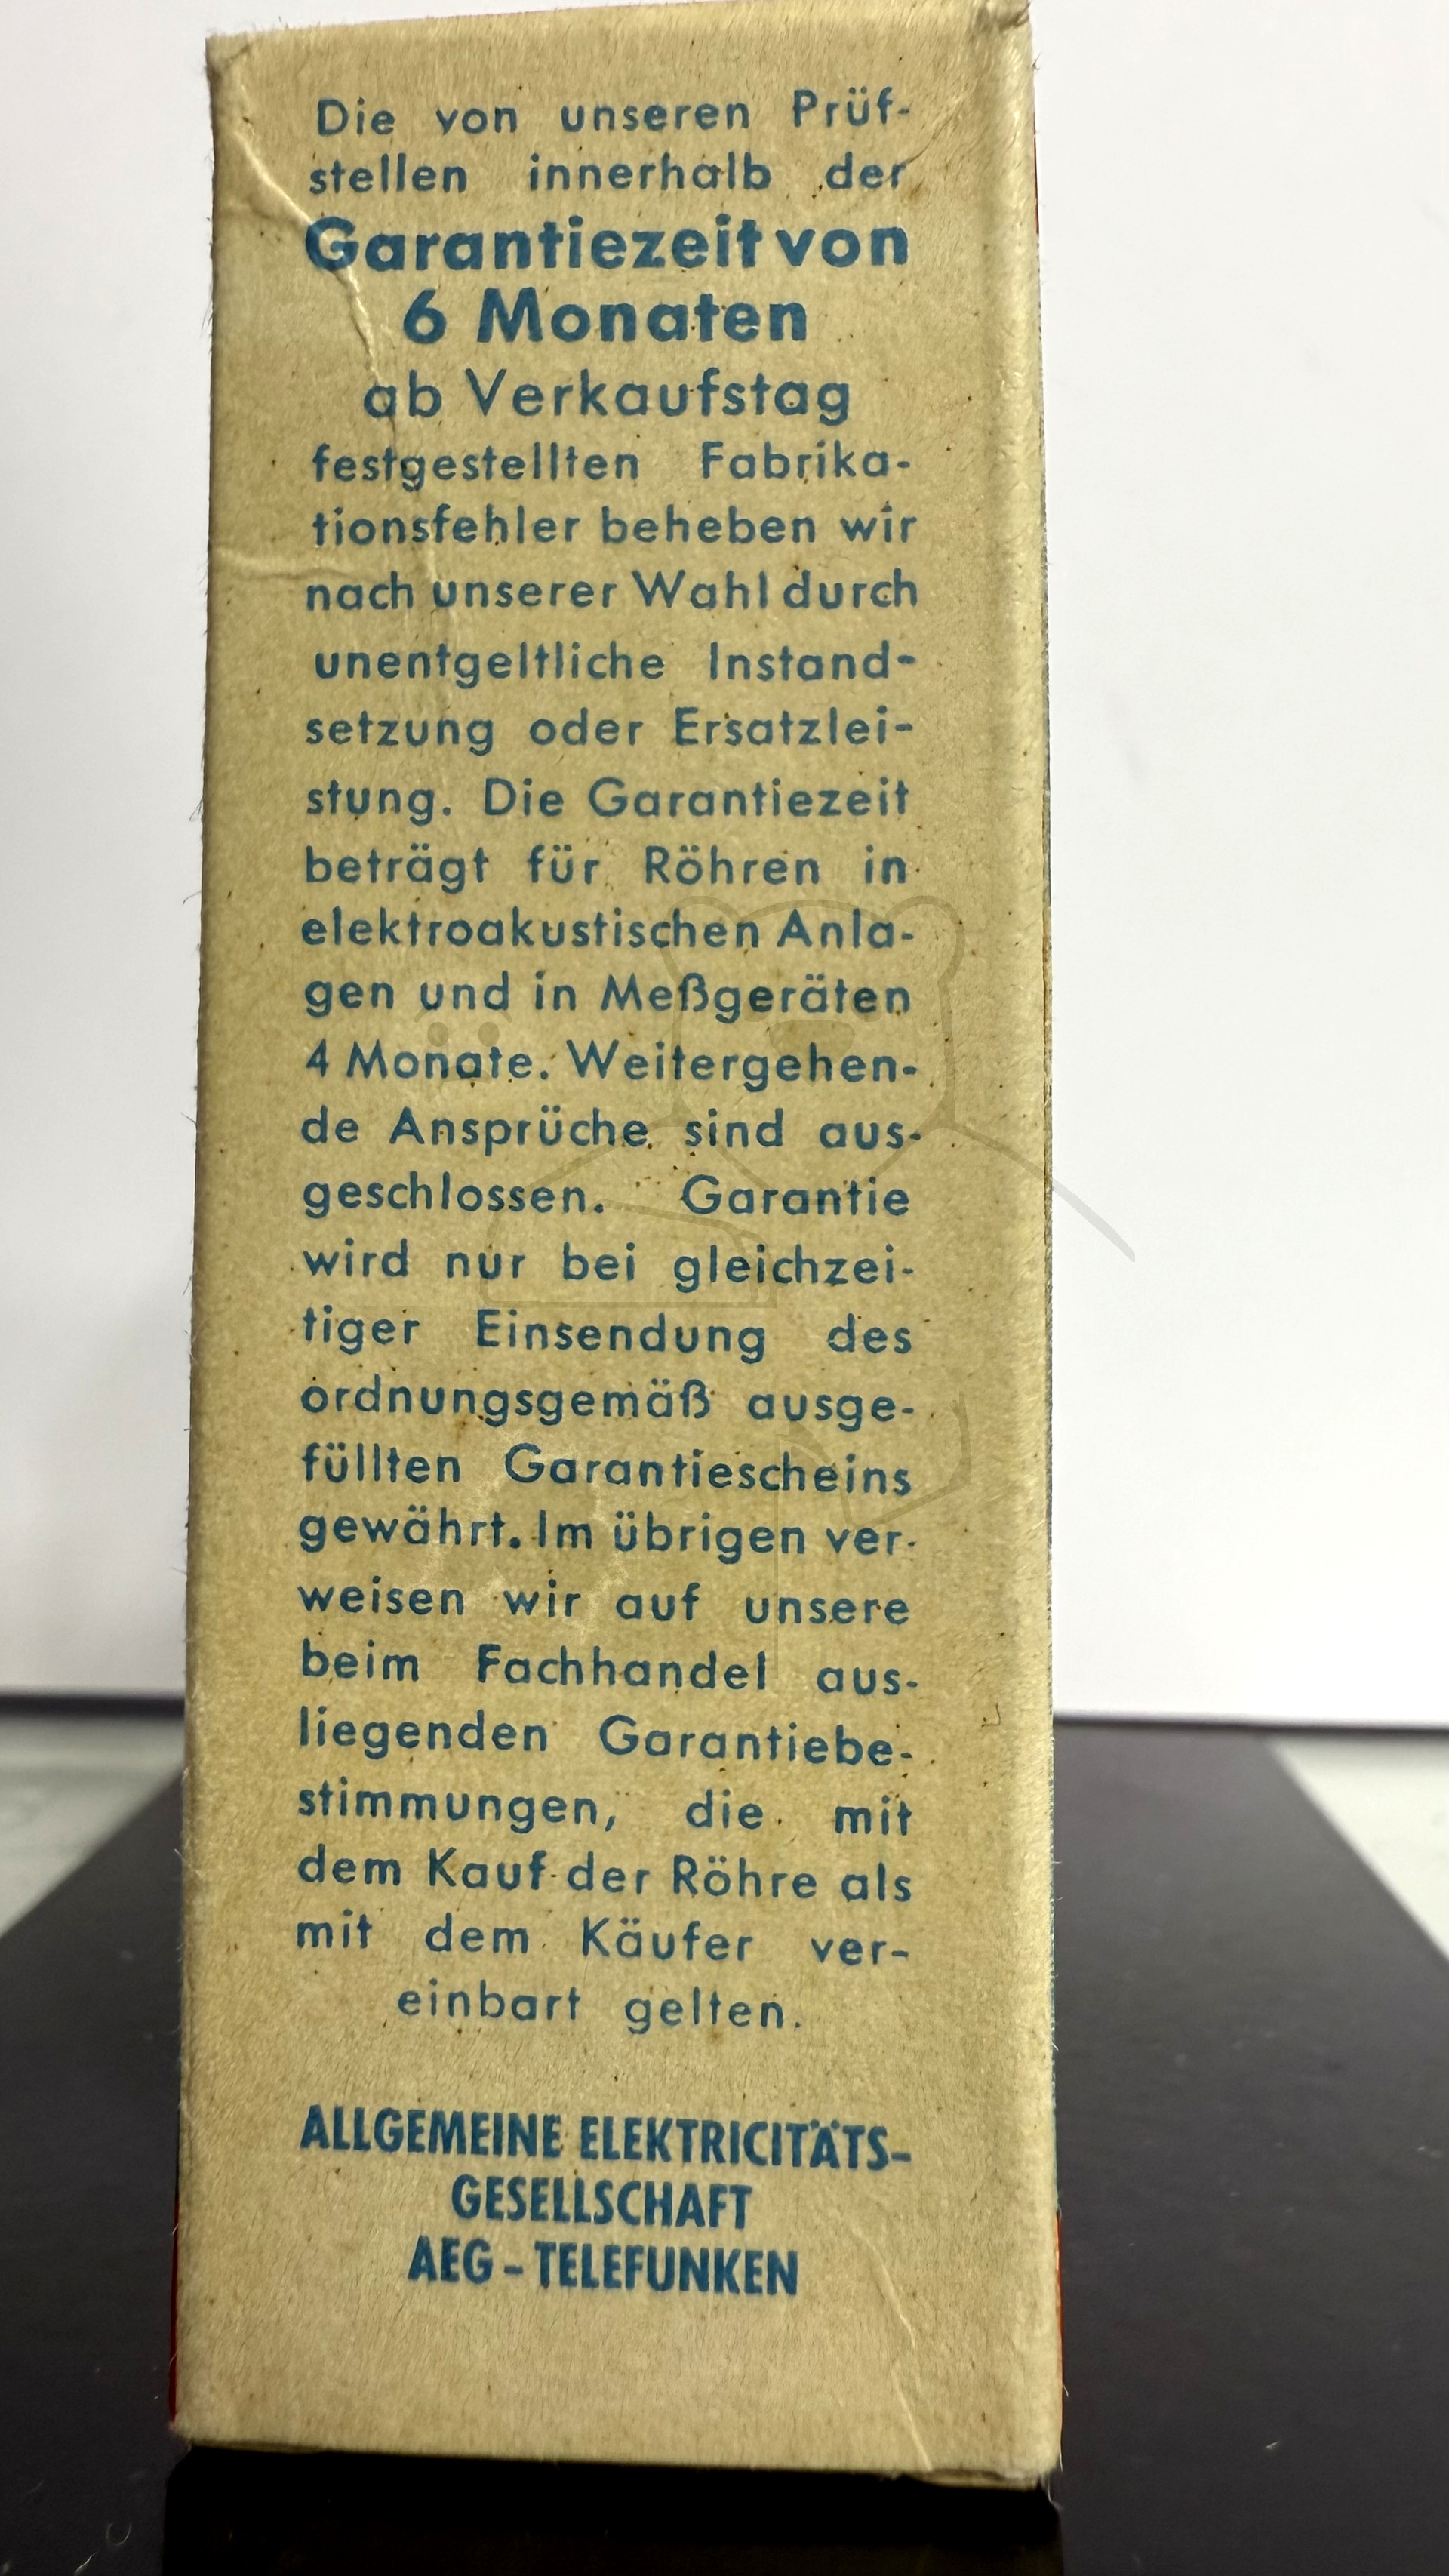 Die von unseren Prüf-
stellen innerhalb der
Garantiezeit von
6 Monaten
ab Verkaufstag
festgestellten Fabrika-
tionsfehler beheben wir
nach unserer Wahl durch
unentgeltliche Instand-
setzung oder Ersatzlei-
stung. Die Garantiezeit
beträgt für Röhren in
elektroakustischen Anla-
gen und in Meßgeräten
4 Monate. Weitergehen-
de Ansprüche sind aus-
geschlossen. Garantie
wird nur bei gleichzei-
tiger Einsendung des
ordnungsgemäß ausge-
füllten Garantiescheins
gewährt. Im übrigen ver-
weisen wir auf unsere
beim Fachhandel aus-
liegenden Garantiebe-
stimmungen, die mit
dem Kauf der Röhre als
mit dem Käufer ver-
einbart gelten.
ALLGEMEINE ELEKTRICITÄTS-
GESELLSCHAFT
AEG - TELEFUNKEN